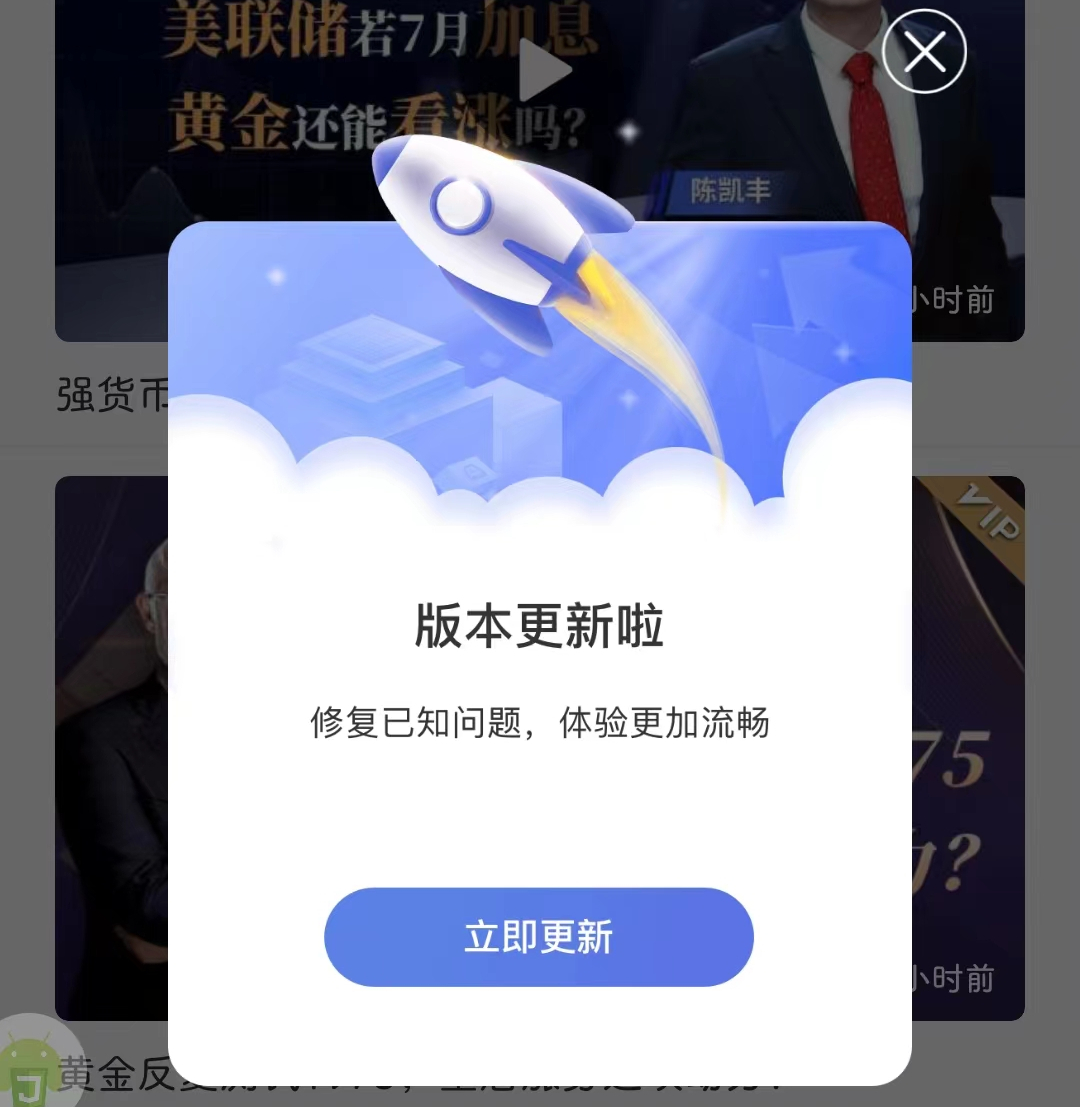 美联储若7月加息
黄金还能看涨吗?
陈凯丰
小时前
强货币
VIP
版本更新啦
修复已知问题，体验更加流畅
75
?
立即更新
小时前
黄金反复